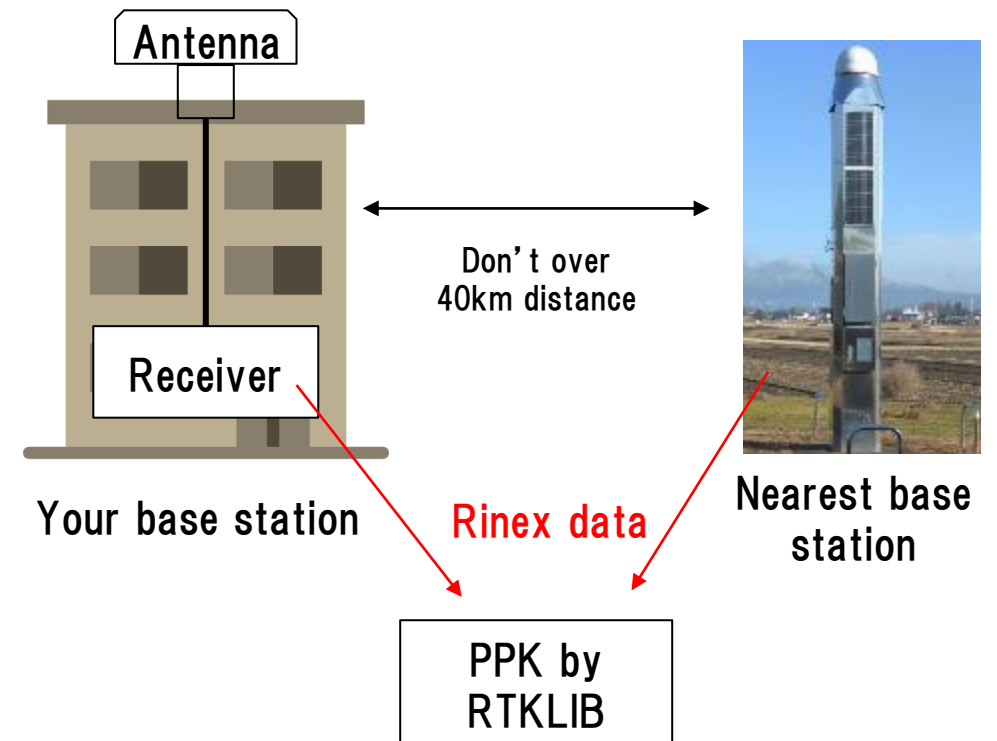 Antenna
Don't over
40km distance
Receiver
Your base station
Rinex data
Nearest base
station
PPK by
RTKLIB